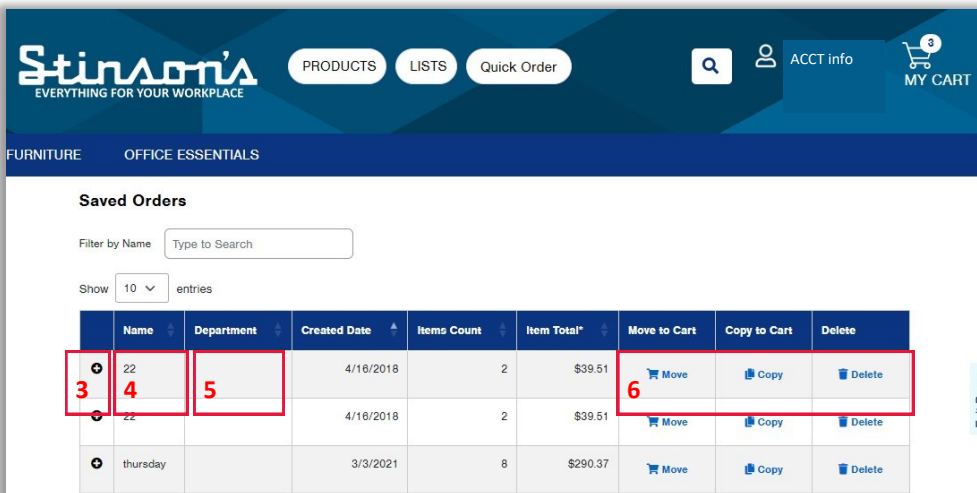 Stinson's
EVERYTHING FOR YOUR WORKPLACE
PRODUCTS LISTS Quick Order ACCT info 3
MY CART
FURNITURE OFFICE ESSENTIALS
Saved Orders
Filter by Name Type to Search
Show 10 entries
Name Department Created Date Items Count Item Total* Move to Cart Copy to Cart Delete
22 4/16/2018 2 $39.51 Move Copy Delete
3 4 5 6
22 4/16/2018 2 $39.51 Move Copy Delete
thursday 3/3/2021 8 $290.37 Move Copy Delete